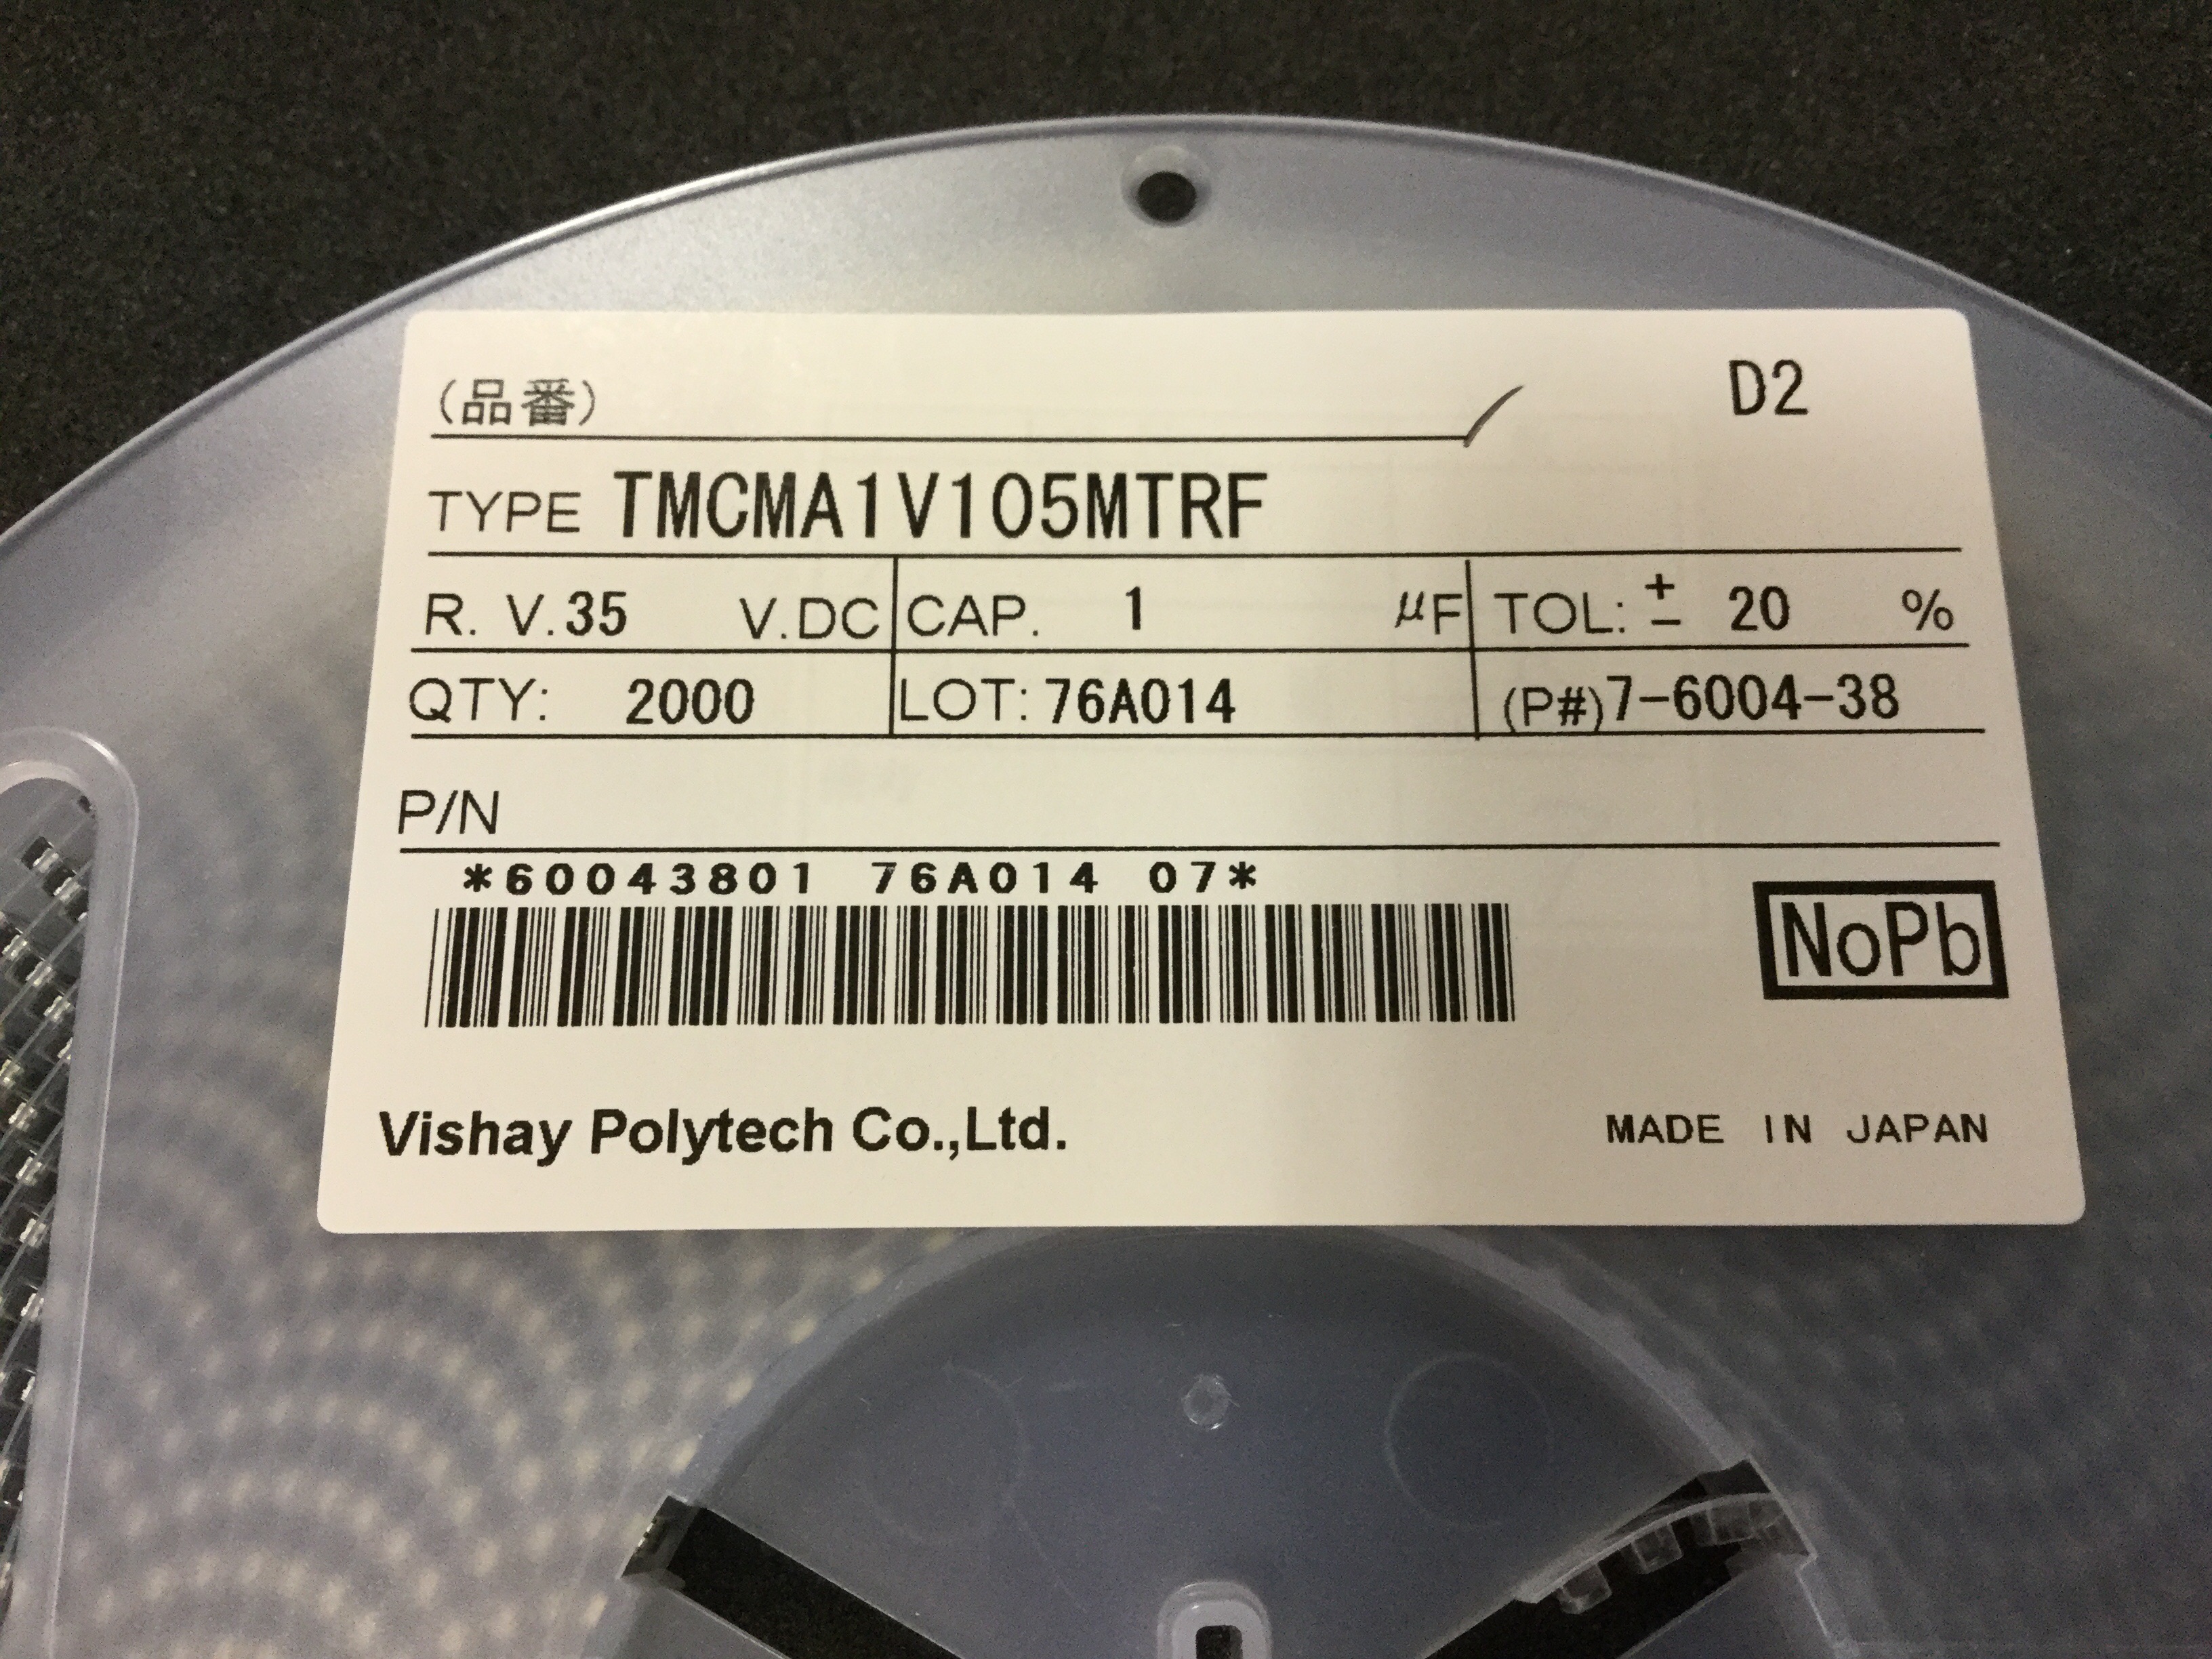 (品番) D2
TYPE TMCMA1V105MTRF
R. V. 35 V.DC CAP. 1 μF TOL: ± 20 %
QTY: 2000 LOT: 76A014 (P#)7-6004-38
P/N
*60043801 76A014 07*
NoPb
Vishay Polytech Co.,Ltd. MADE IN JAPAN